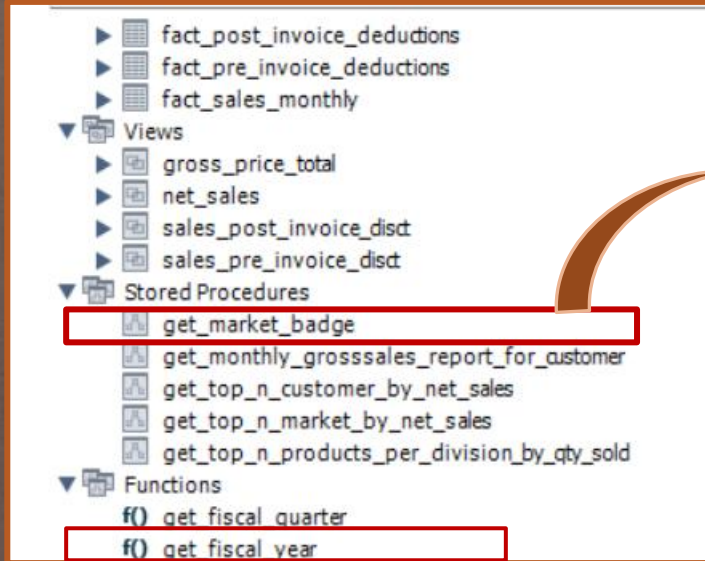 fact_post_invoice_deductions
fact_pre_invoice_deductions
fact_sales_monthly
Views
gross_price_total
net_sales
sales_post_invoice_disct
sales_pre_invoice_disct
Stored Procedures
get_market_badge
get_monthly_grosssales_report_for_customer
get_top_n_customer_by_net_sales
get_top_n_market_by_net_sales
get_top_n_products_per_division_by_qty_sold
Functions
f() get_fiscal_quarter
f() get_fiscal_year